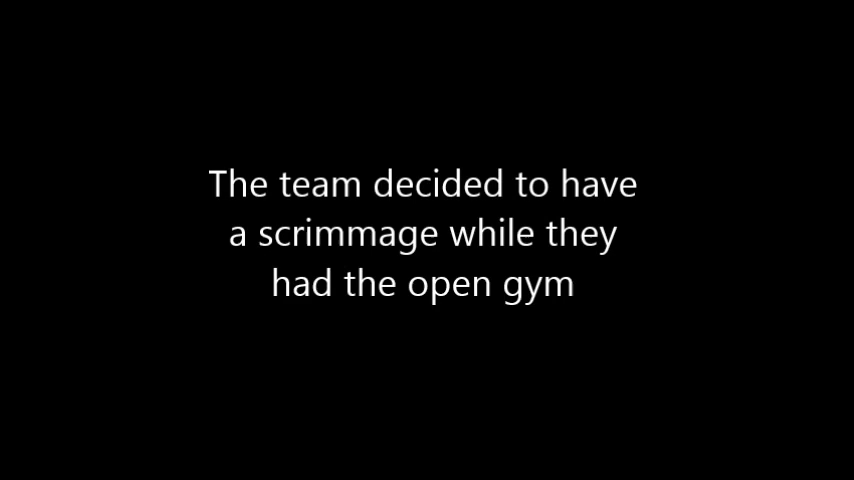 The team decided to have
a scrimmage while they
had the open gym